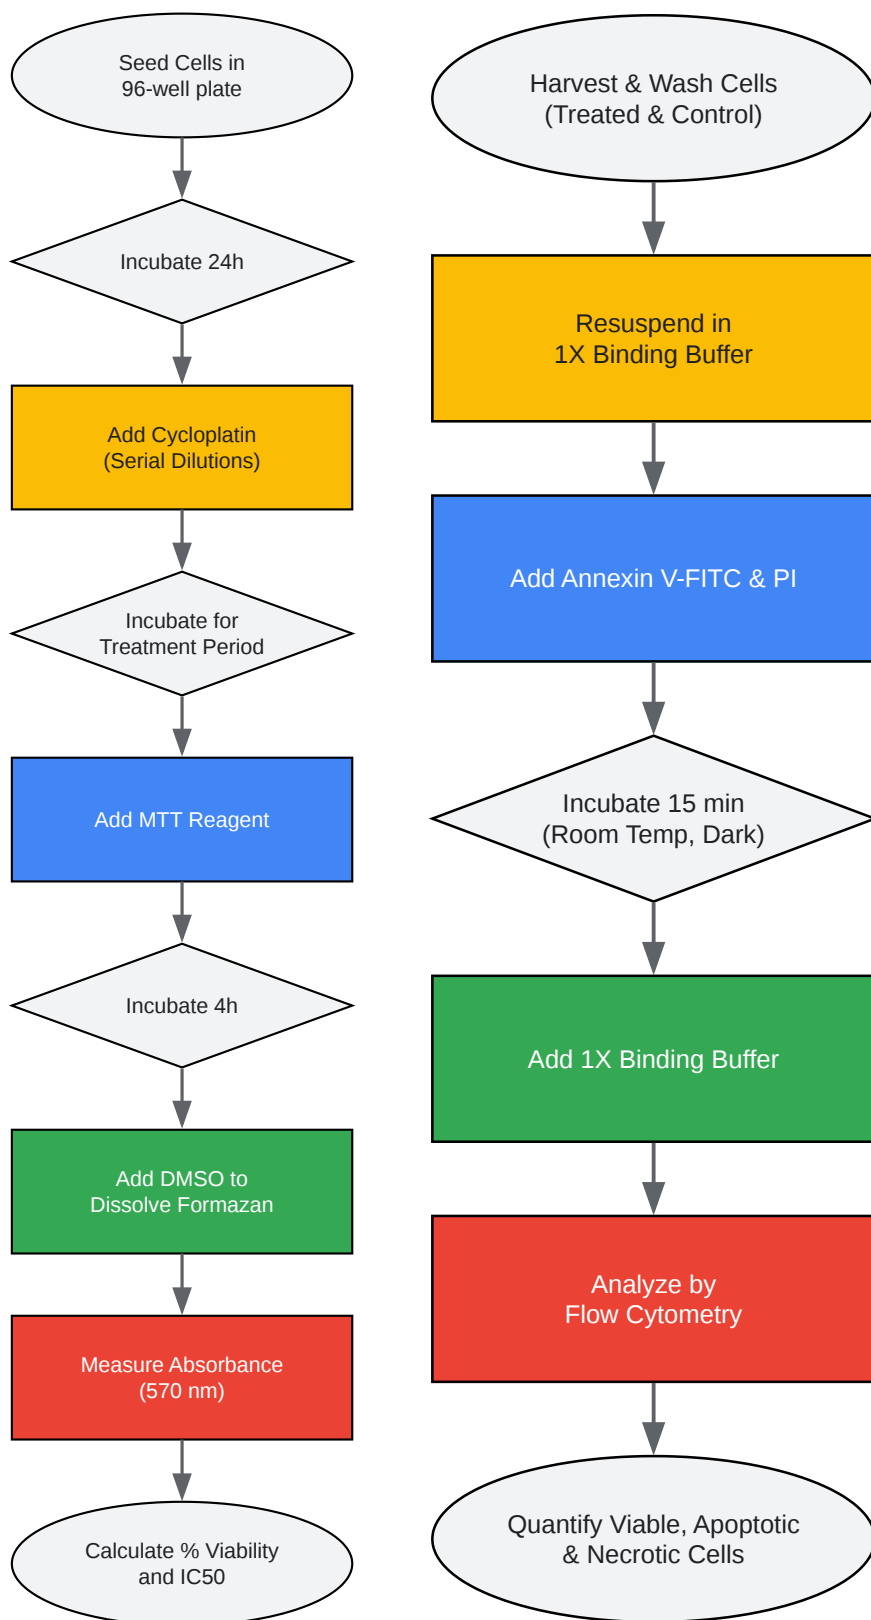 Seed Cells in
96-well plate
Incubate 24h
Add Cycloplatin
(Serial Dilutions)
Incubate for
Treatment Period
Add MTT Reagent
Incubate 4h
Add DMSO to
Dissolve Formazan
Measure Absorbance
(570 nm)
Calculate % Viability
and IC50
Harvest & Wash Cells
(Treated & Control)
Resuspend in
1X Binding Buffer
Add Annexin V-FITC & PI
Incubate 15 min
(Room Temp, Dark)
Add 1X Binding Buffer
Analyze by
Flow Cytometry
Quantify Viable, Apoptotic
& Necrotic Cells